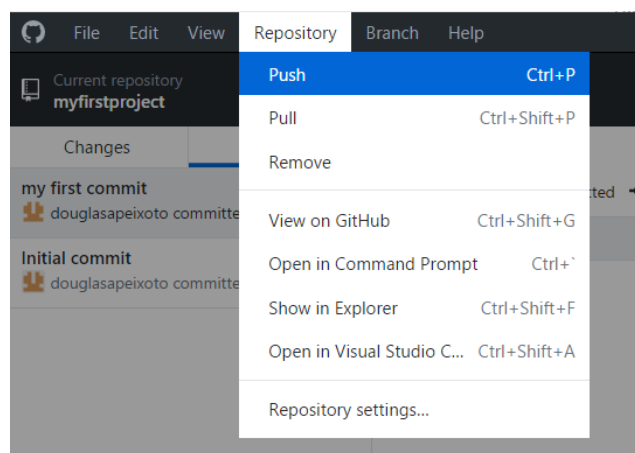 File Edit View Repository Branch Help
Current repository
myfirstproject
Push Ctrl+P
Pull Ctrl+Shift+P
Remove
View on GitHub Ctrl+Shift+G
Open in Command Prompt Ctrl+`
Show in Explorer Ctrl+Shift+F
Open in Visual Studio C... Ctrl+Shift+A
Repository settings...
Changes
my first commit
douglasapeixoto committe
Initial commit
douglasapeixoto committe